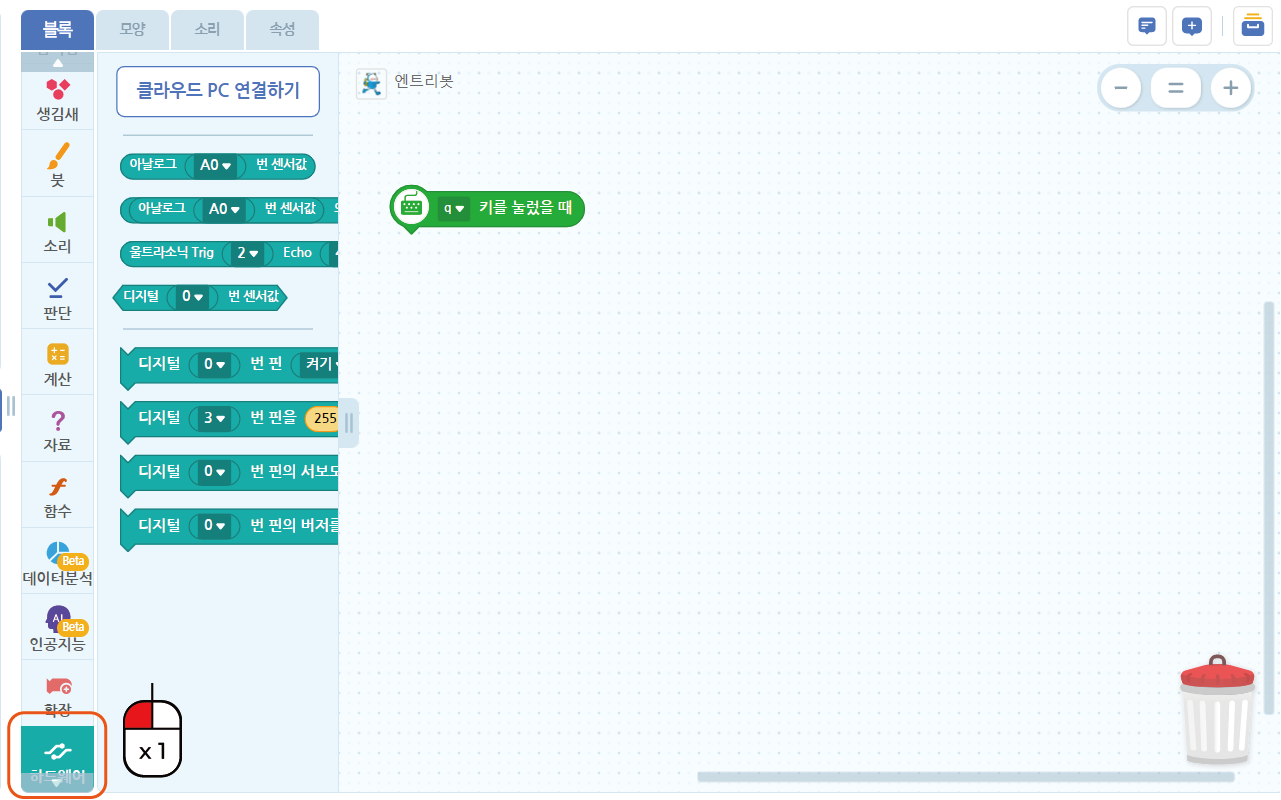 블록 모양 소리 속성
생김새
붓
소리
판단
계산
자료
함수
Beta
데이터분석
AI
Beta
인공지능
확장
하드웨어
클라우드 PC 연결하기
아날로그 A0 번 센서값
아날로그 A0 번 센서값
울트라소닉 Trig 2 Echo
디지털 0 번 센서값
디지털 0 번 핀 켜기
디지털 3 번 핀을 255
디지털 0 번 핀의 서보모
디지털 0 번 핀의 버저를
x 1
엔트리봇
q 키를 눌렀을 때